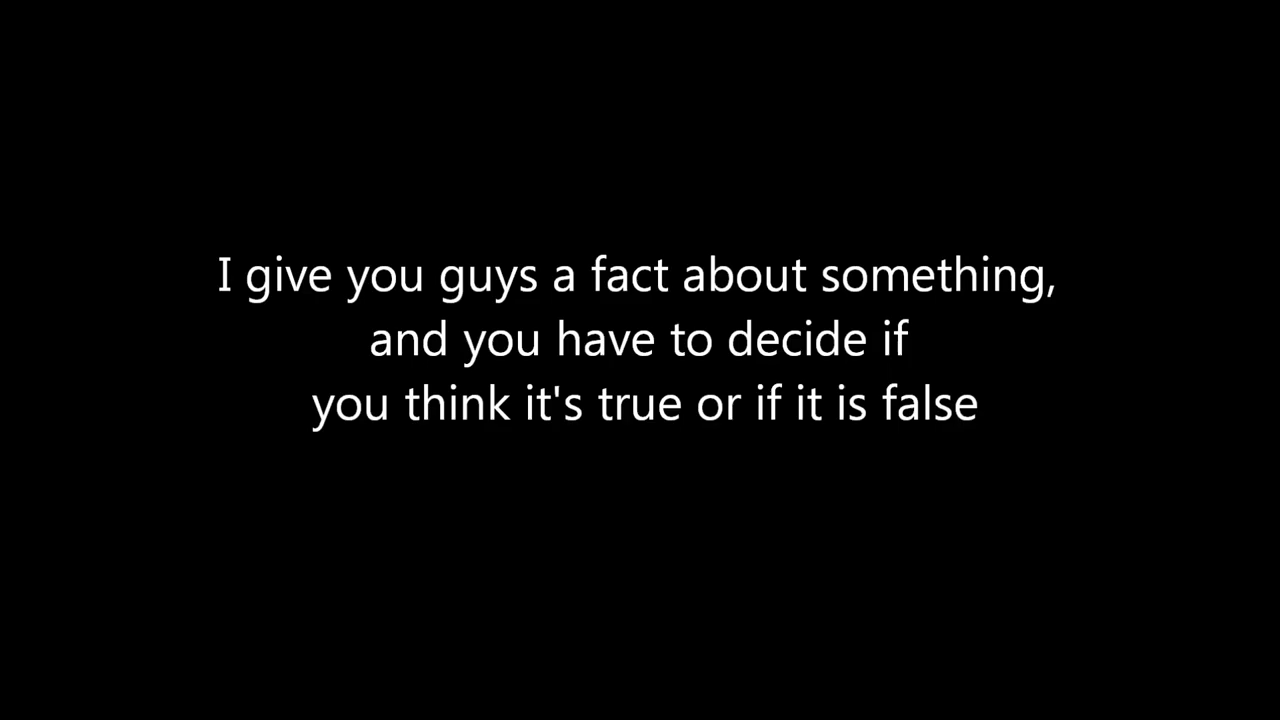 I give you guys a fact about something,
and you have to decide if
you think it's true or if it is false